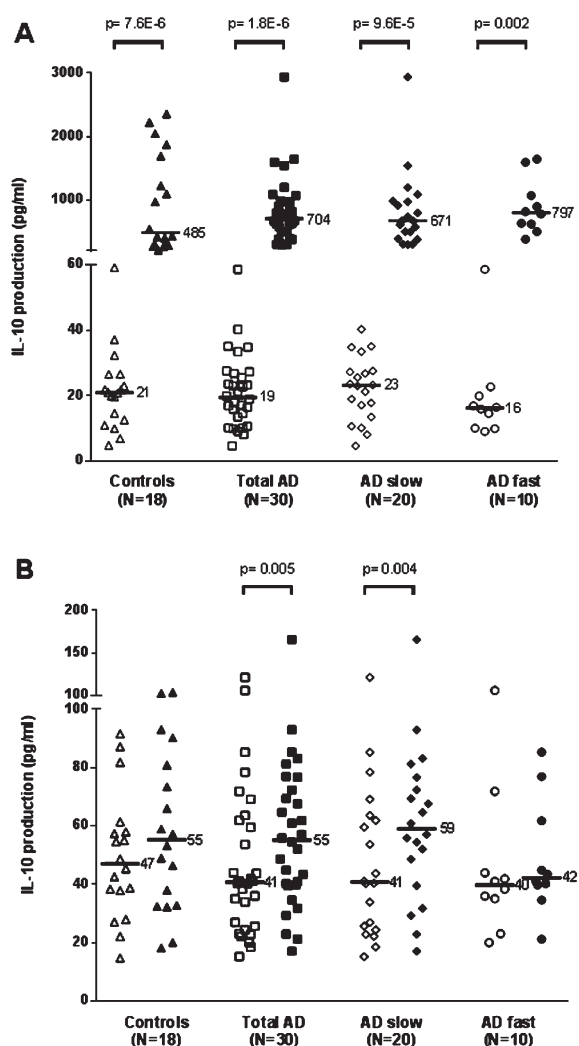 A
p= 7.6E-6 p= 1.8E-6 p= 9.6E-5 p= 0.002
IL-10 production (pg/ml)
3000
2000
1000
60
40
20
0
485
704
671
797
21
19
23
16
Controls (N=18)
Total AD (N=30)
AD slow (N=20)
AD fast (N=10)
B
p= 0.005 p= 0.004
IL-10 production (pg/ml)
200
150
100
100
80
60
40
20
0
47
55
41
55
41
59
40
42
Controls (N=18)
Total AD (N=30)
AD slow (N=20)
AD fast (N=10)